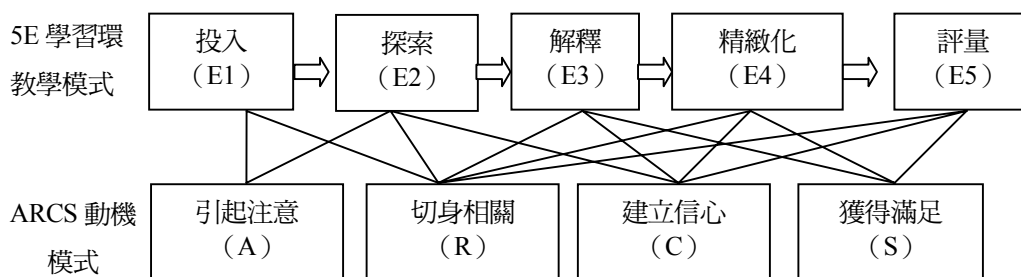 5E 學習環
教學模式
投入
（E1）
探索
（E2）
解釋
（E3）
精緻化
（E4）
評量
（E5）
ARCS 動機
模式
引起注意
（A）
切身相關
（R）
建立信心
（C）
獲得滿足
（S）